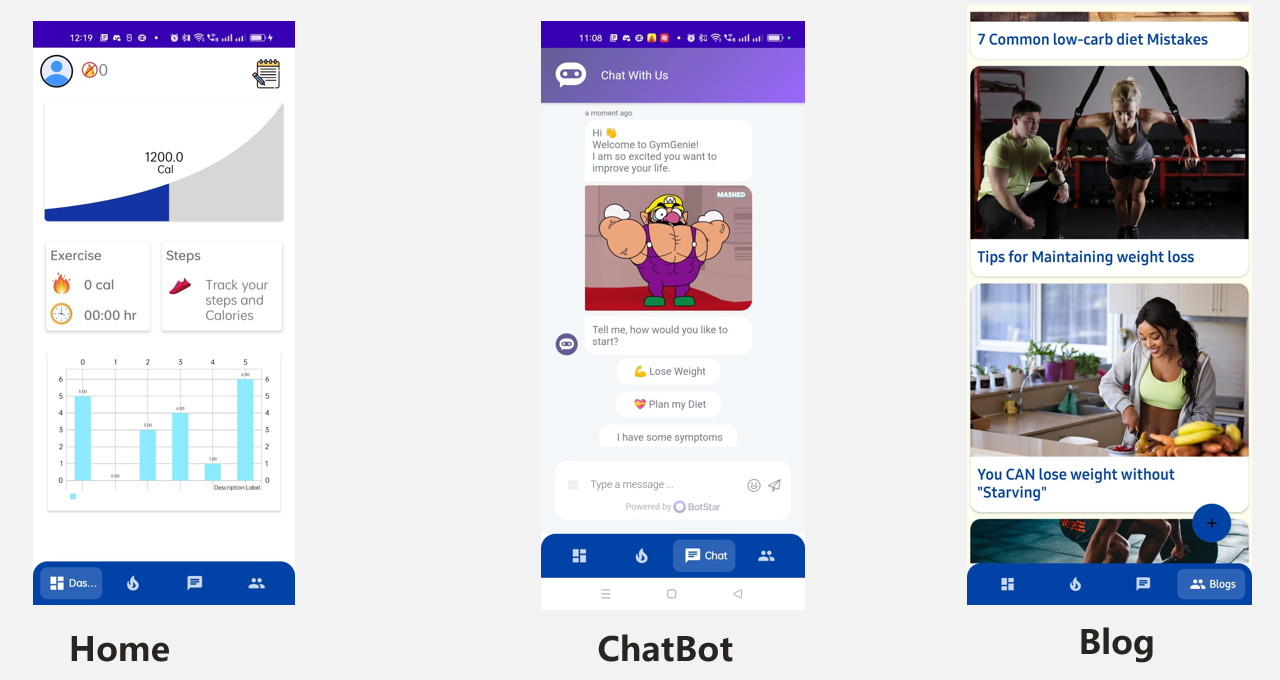 12:19
0
1200.0
Cal
Exercise
0 cal
00:00 hr
Steps
Track your
steps and
Calories
0 1 2 3 4 5
6 6
5 5
4 4
3 3
2 2
1 1
0 0
5.00
0.00
3.00
4.00
1.00
6.00
Description Label
Das...
Home
11:08
Chat With Us
a moment ago
Hi 👋
Welcome to GymGenie!
I am so excited you want to
improve your life.
MASHED
Tell me, how would you like to
start?
💪 Lose Weight
💝 Plan my Diet
I have some symptoms
Type a message ...
Powered by BotStar
Chat
ChatBot
7 Common low-carb diet Mistakes
Tips for Maintaining weight loss
You CAN lose weight without
"Starving"
+
Blogs
Blog